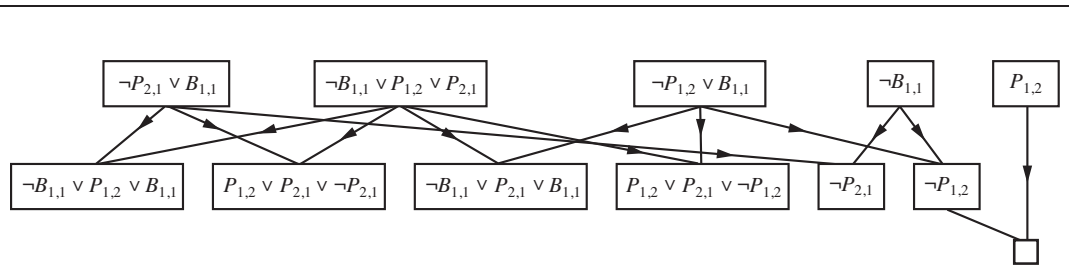 ¬P₂,₁ ∨ B₁,₁
¬B₁,₁ ∨ P₁,₂ ∨ P₂,₁
¬P₁,₂ ∨ B₁,₁
¬B₁,₁
P₁,₂
¬B₁,₁ ∨ P₁,₂ ∨ B₁,₁
P₁,₂ ∨ P₂,₁ ∨ ¬P₂,₁
¬B₁,₁ ∨ P₂,₁ ∨ B₁,₁
P₁,₂ ∨ P₂,₁ ∨ ¬P₁,₂
¬P₂,₁
¬P₁,₂